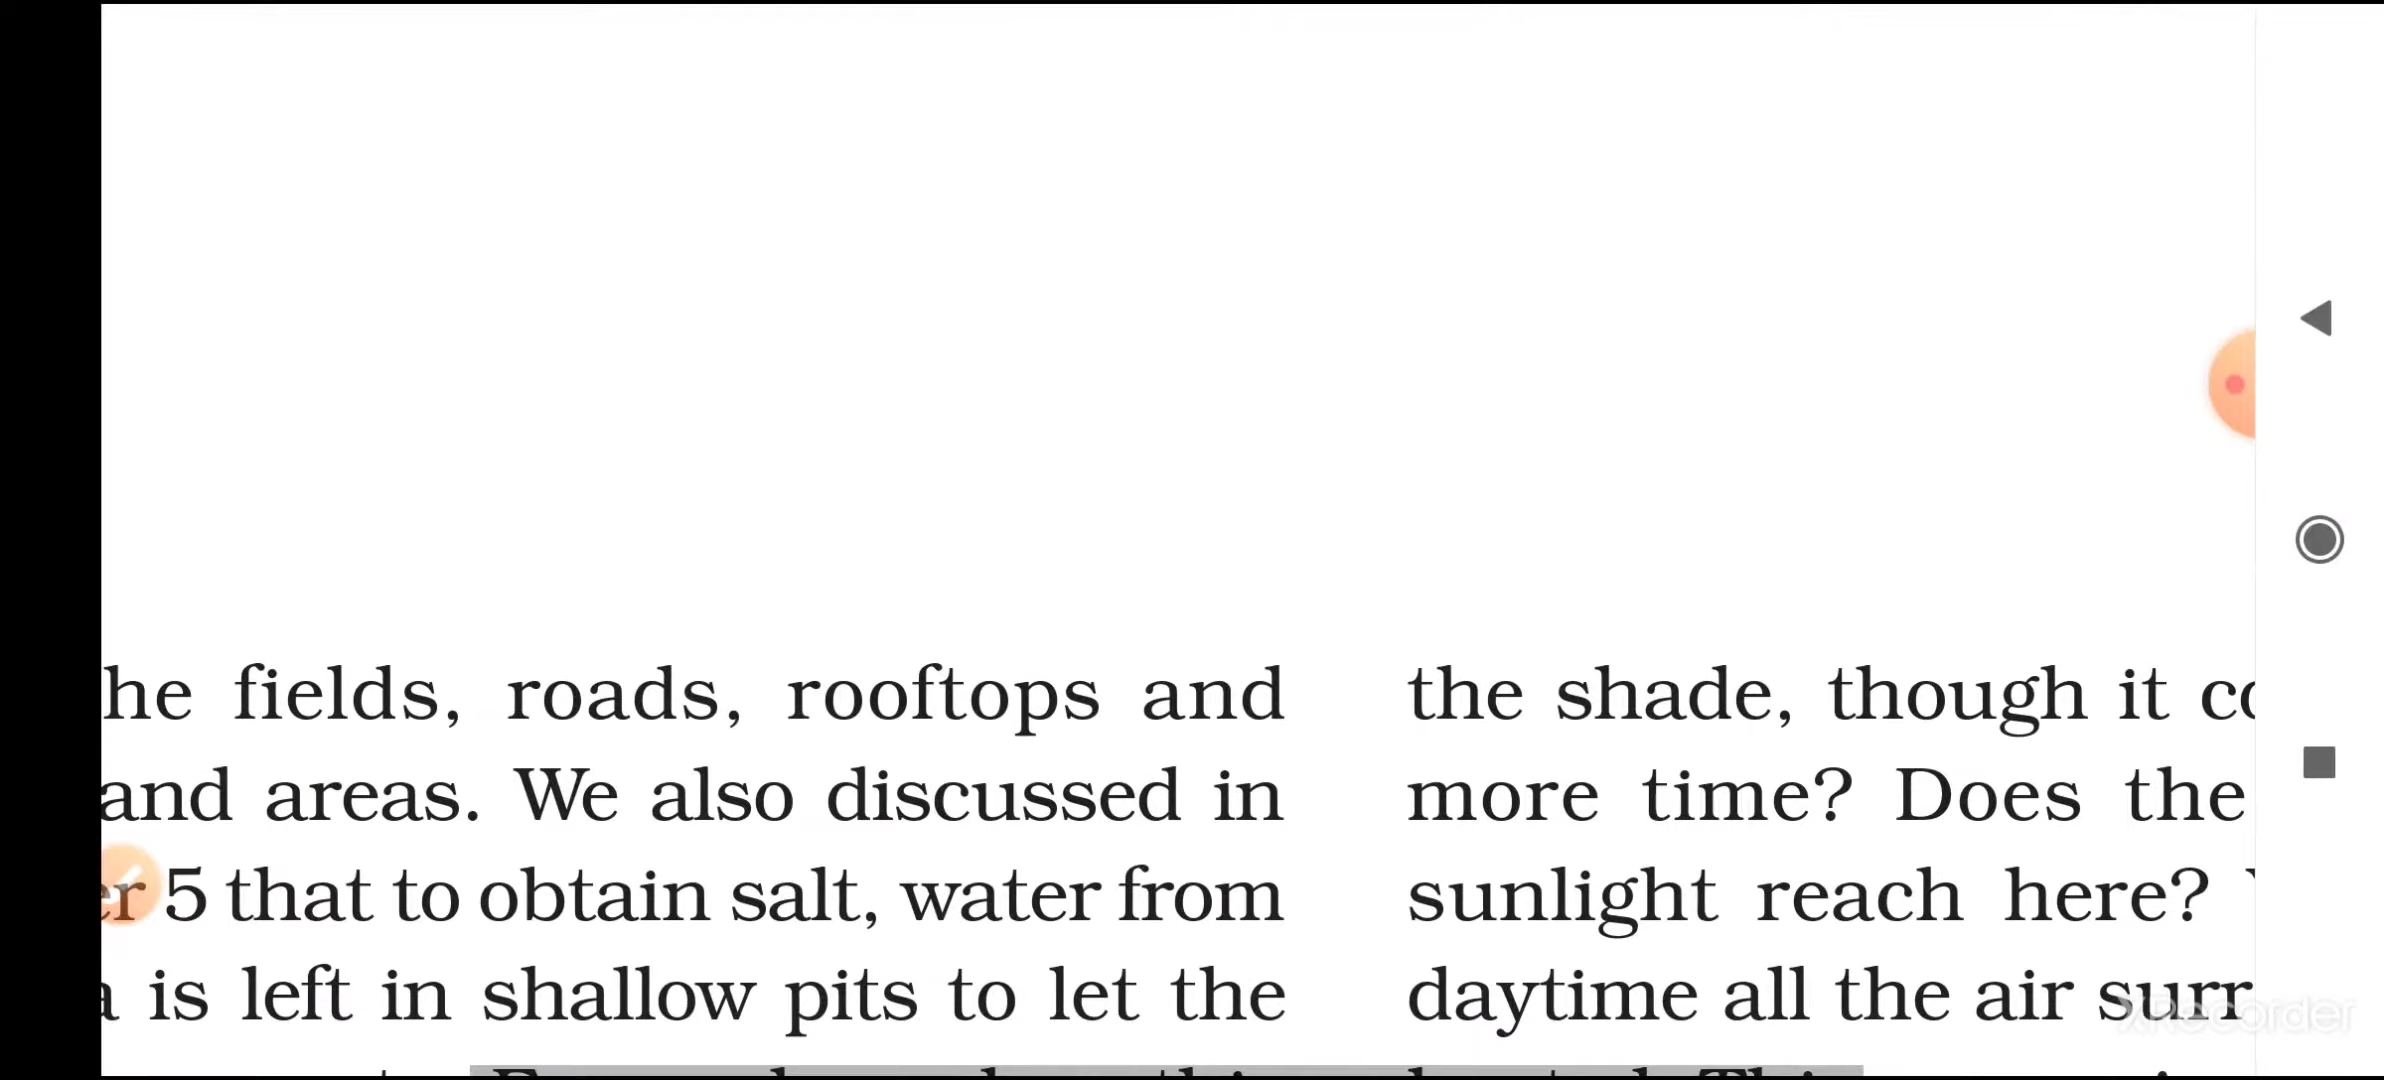 he fields, roads, rooftops and
and areas. We also discussed in
er 5 that to obtain salt, water from
a is left in shallow pits to let the
the shade, though it
more time? Does the
sunlight reach here?
daytime all the air surr
XRecorder